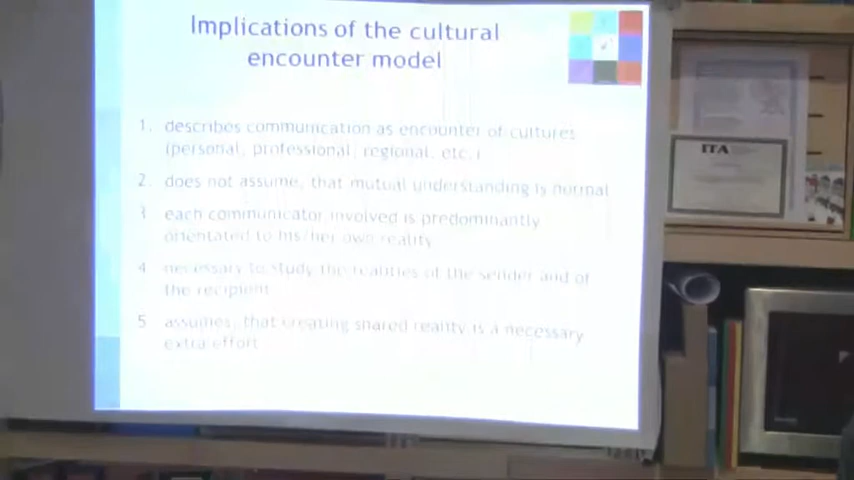 Implications of the cultural
encounter model
1. describes communication as encounter of cultures
(personal, professional, regional, etc.)
2. does not assume, that mutual understanding is normal
3 each communicator involved is predominantly
orientated to his/her own reality
4 necessary to study the realities of the sender and of
the recipient
5 assumes, that creating shared reality is a necessary
extra effort
ITA